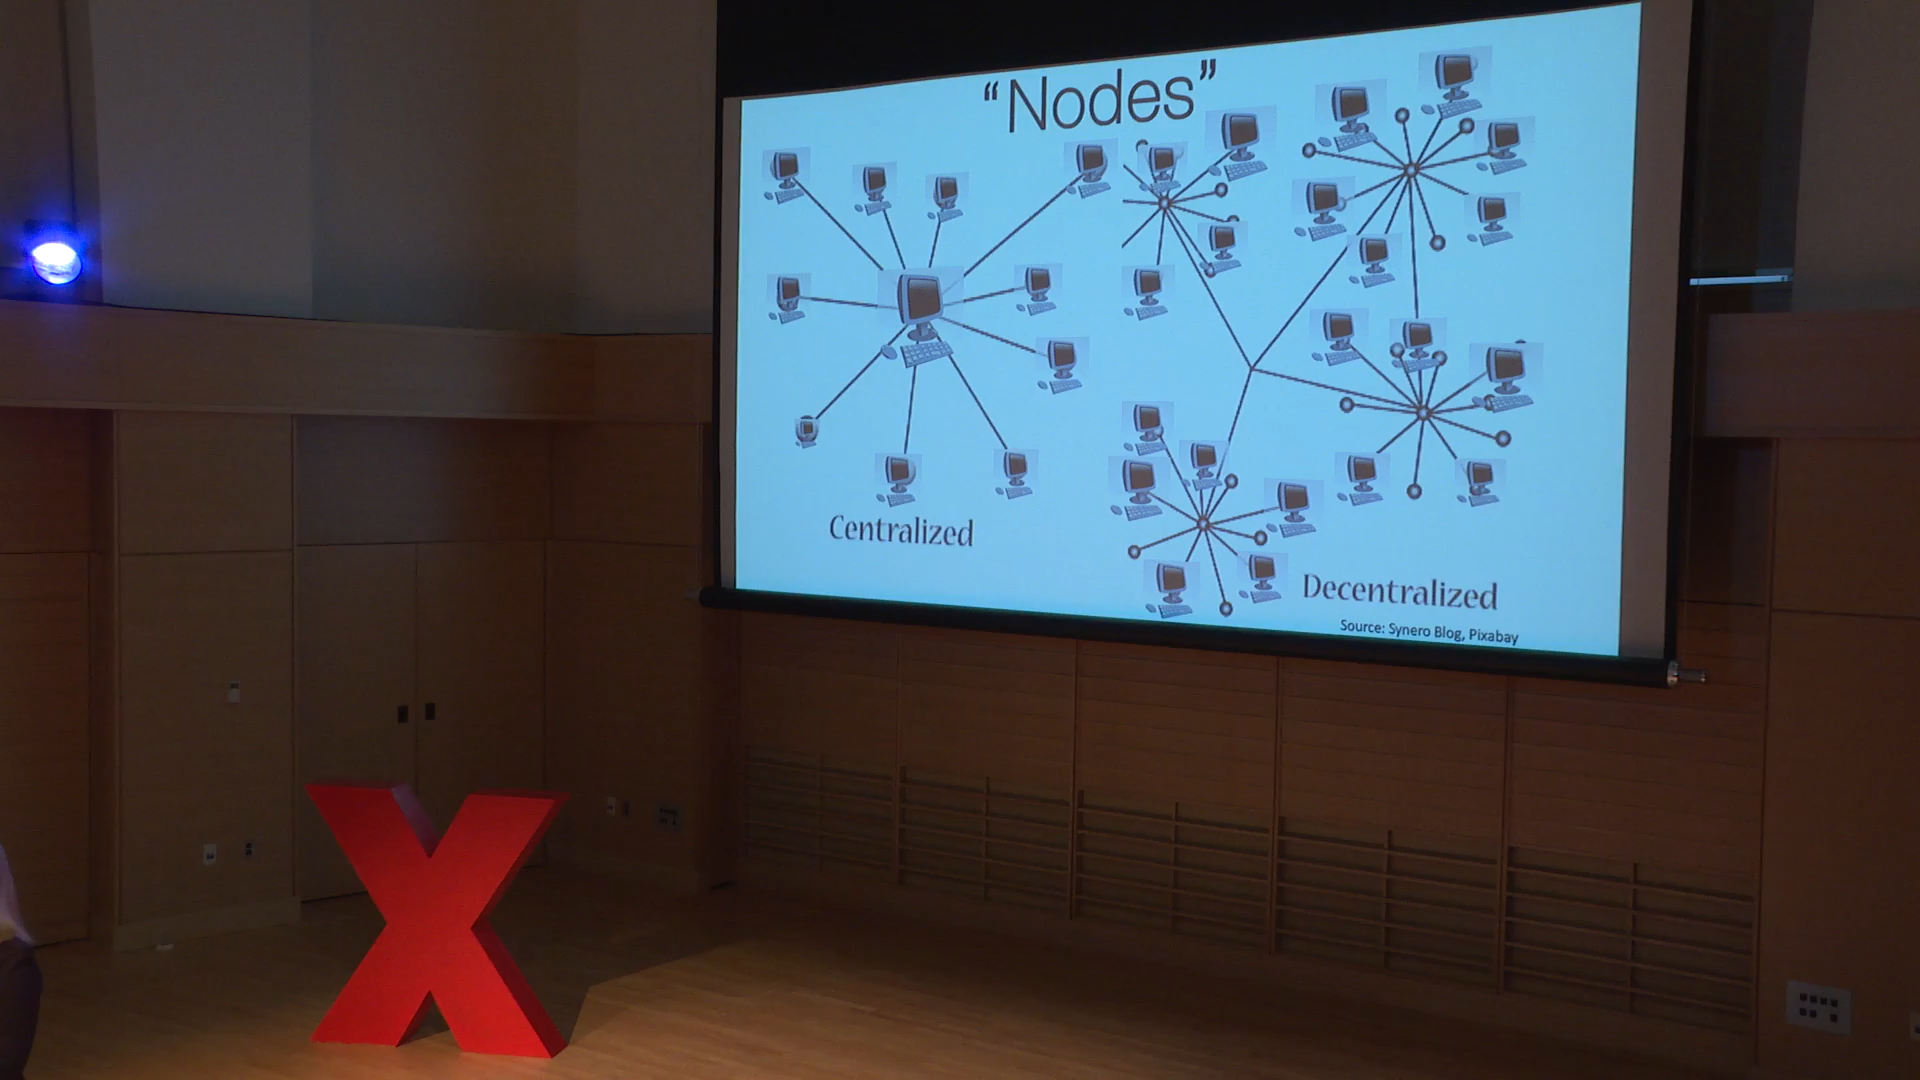 “Nodes”
Centralized
Decentralized
Source: Synero Blog, Pixabay
X